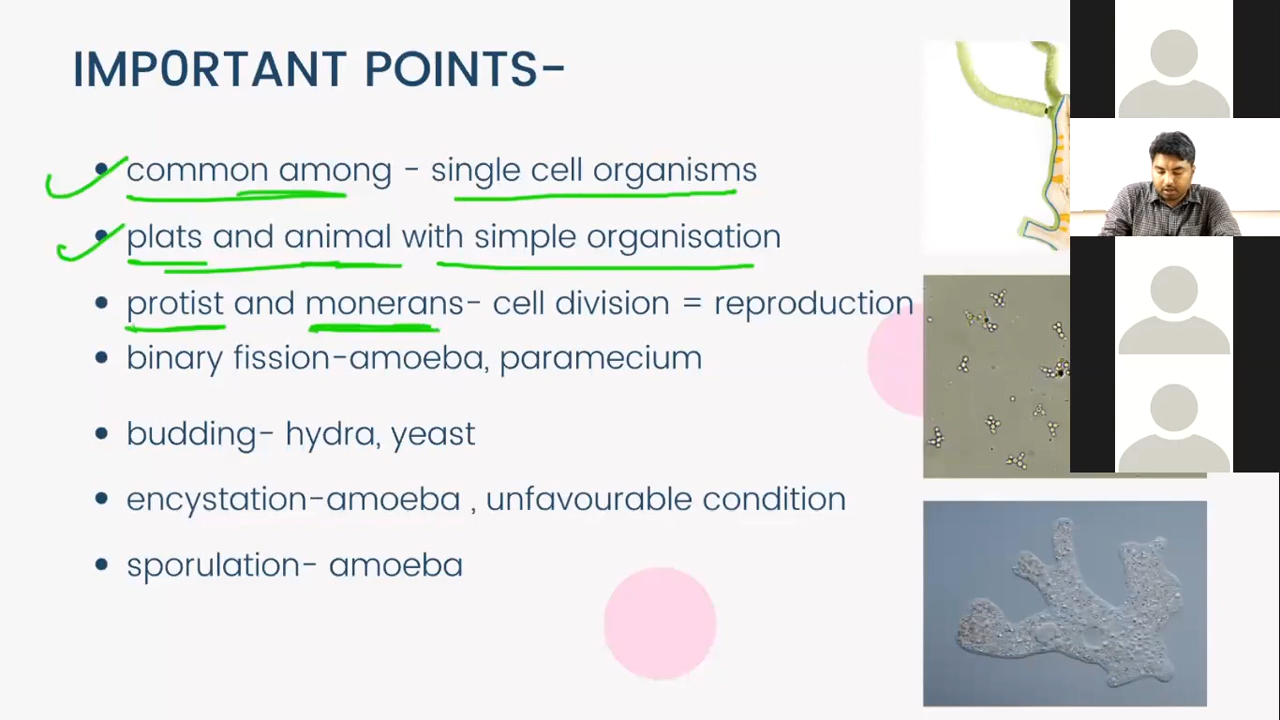 IMP0RTANT POINTS-
• common among - single cell organisms
• plats and animal with simple organisation
• protist and monerans- cell division = reproduction
• binary fission-amoeba, paramecium
• budding- hydra, yeast
• encystation-amoeba , unfavourable condition
• sporulation- amoeba